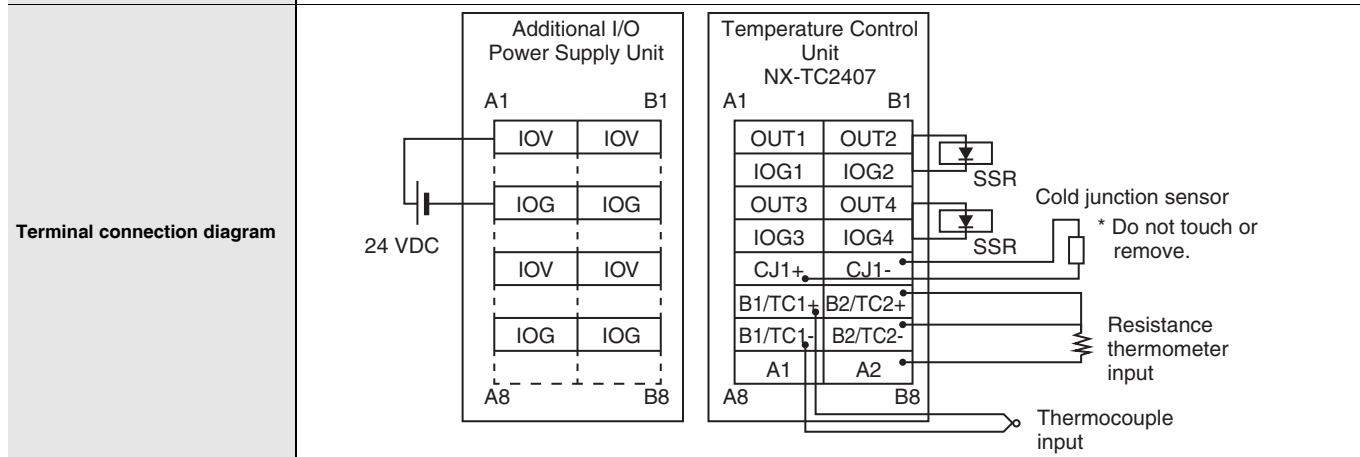 Terminal connection diagram
Additional I/O
Power Supply Unit
A1 B1
IOV IOV
IOG IOG
IOV IOV
IOG IOG
A8 B8
24 VDC
Temperature Control
Unit
NX-TC2407
A1 B1
OUT1 OUT2
IOG1 IOG2
OUT3 OUT4
IOG3 IOG4
CJ1+ CJ1-
B1/TC1+ B2/TC2+
B1/TC1- B2/TC2-
A1 A2
A8 B8
SSR
SSR
Cold junction sensor
* Do not touch or
remove.
Resistance
thermometer
input
Thermocouple
input